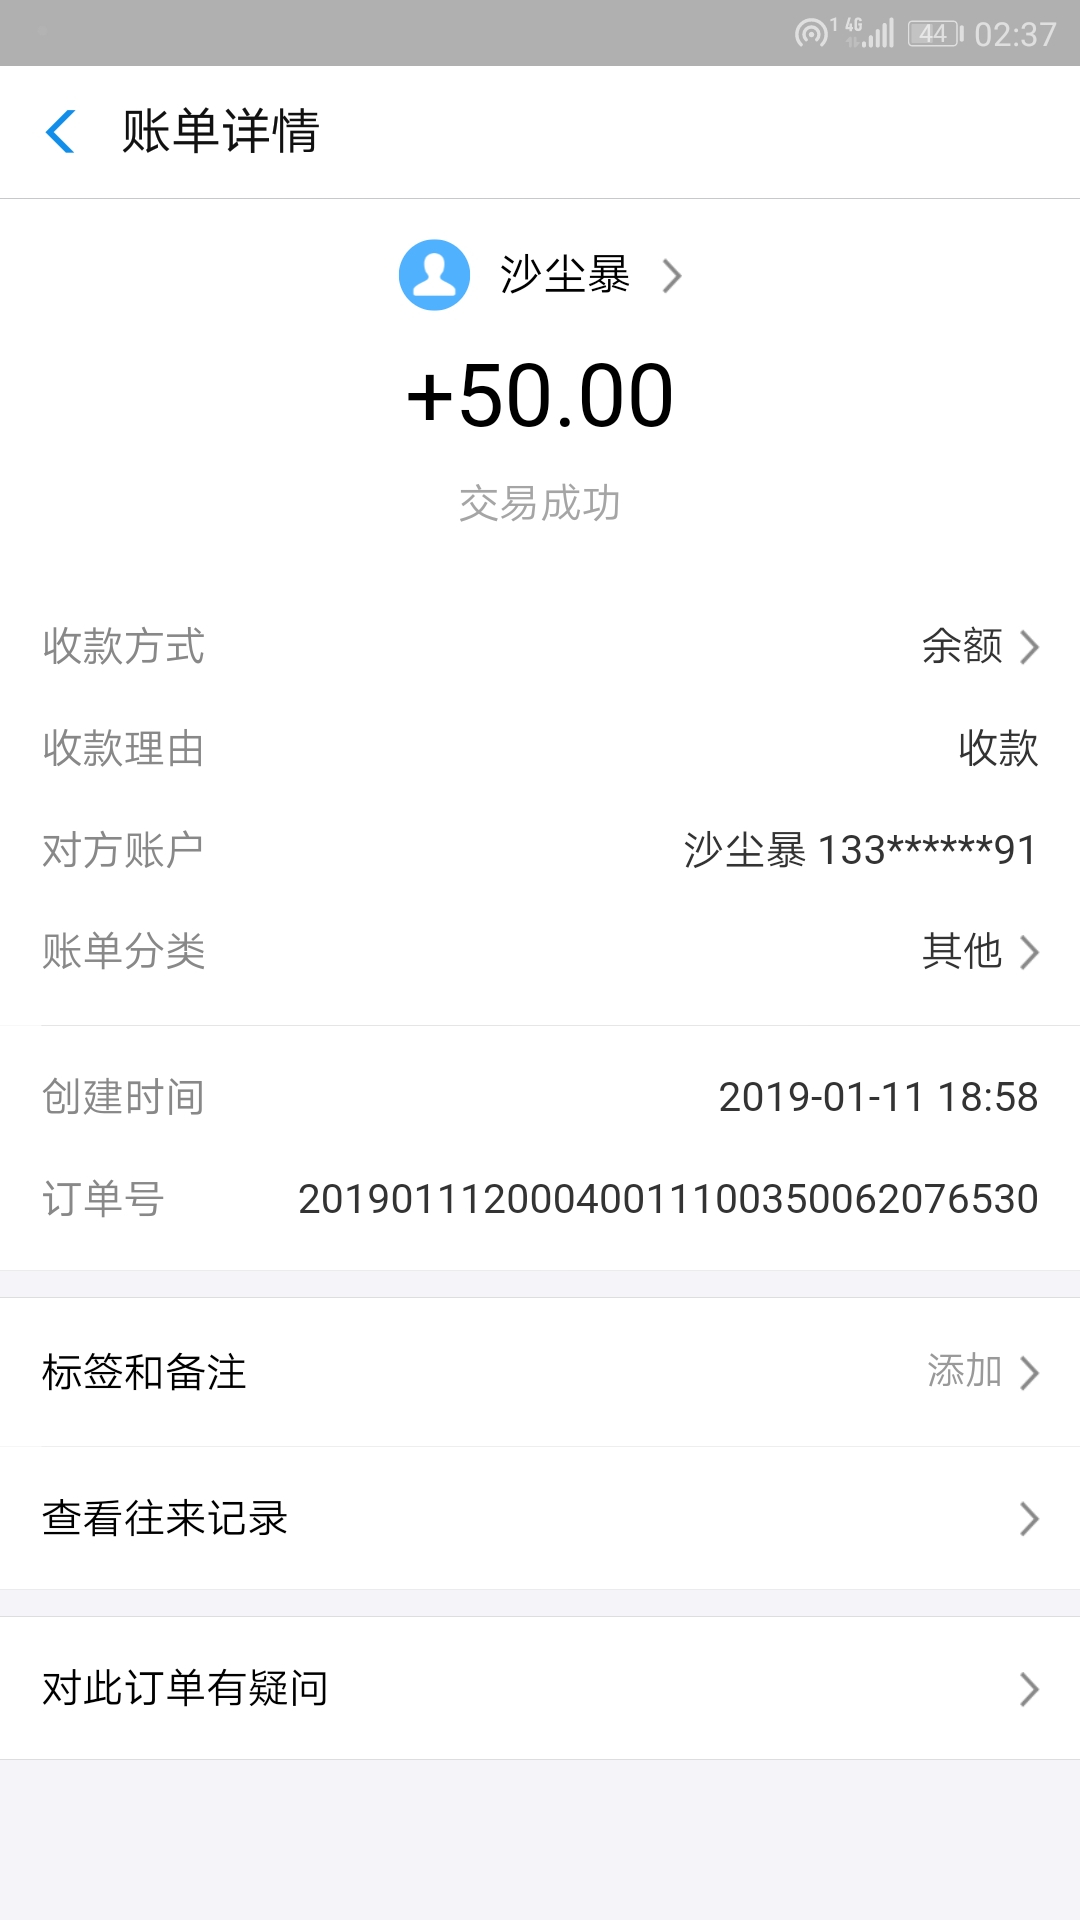 1 4G 44 02:37
账单详情
沙尘暴
+50.00
交易成功
收款方式 余额
收款理由 收款
对方账户 沙尘暴 133******91
账单分类 其他
创建时间 2019-01-11 18:58
订单号 20190111200040011100350062076530
标签和备注 添加
查看往来记录
对此订单有疑问